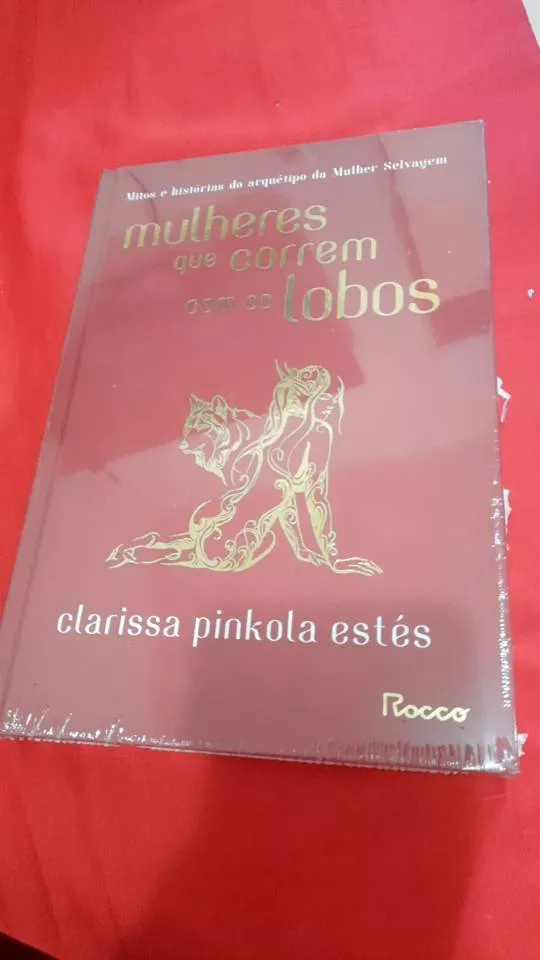 Mitos e histórias do arquétipo da Mulher Selvagem
mulheres
que correm
com os lobos
clarissa pinkola estés
Rocco